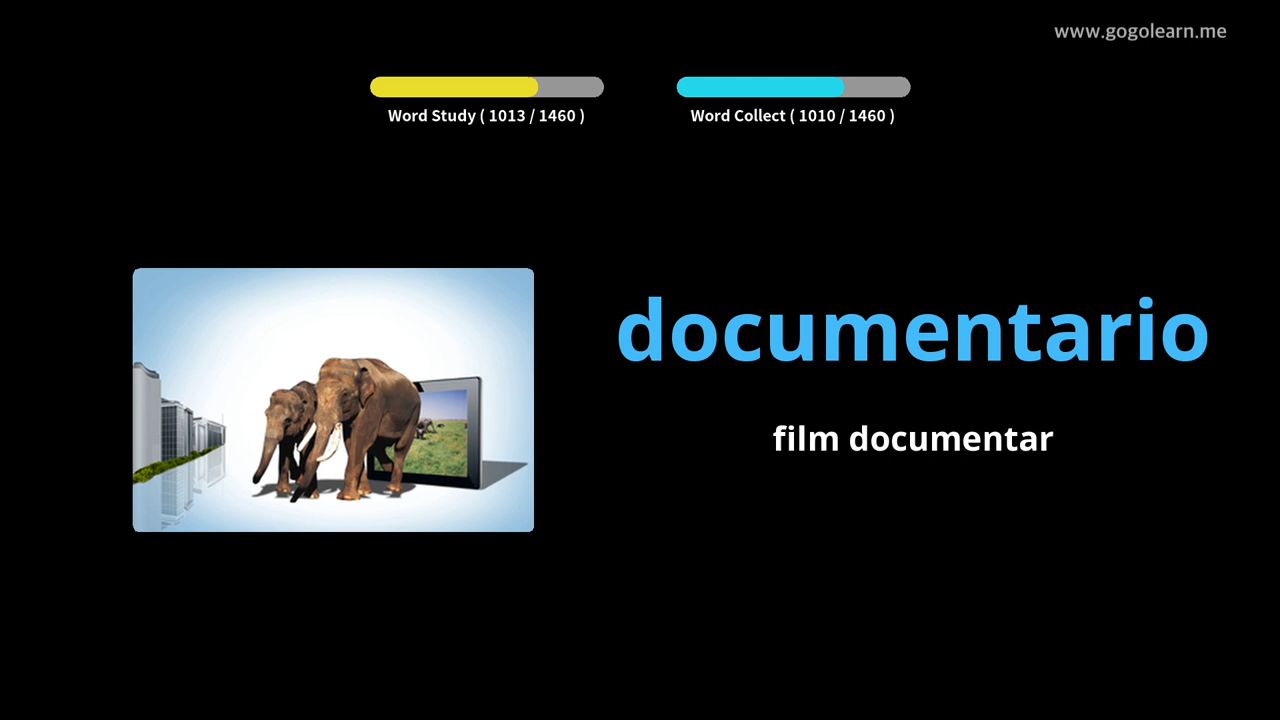 www.gogolearn.me
Word Study ( 1013 / 1460 )
Word Collect ( 1010 / 1460 )
documentario
film documentar